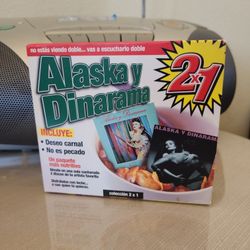 no estás viendo doble... vas a escucharlo doble
Alaska y
Dinarama
2x1
INCLUYE:
• Deseo carnal
• No es pecado
Un paquete
más nutritivo
ALASKA Y DINARAMA
colección 2 x 1